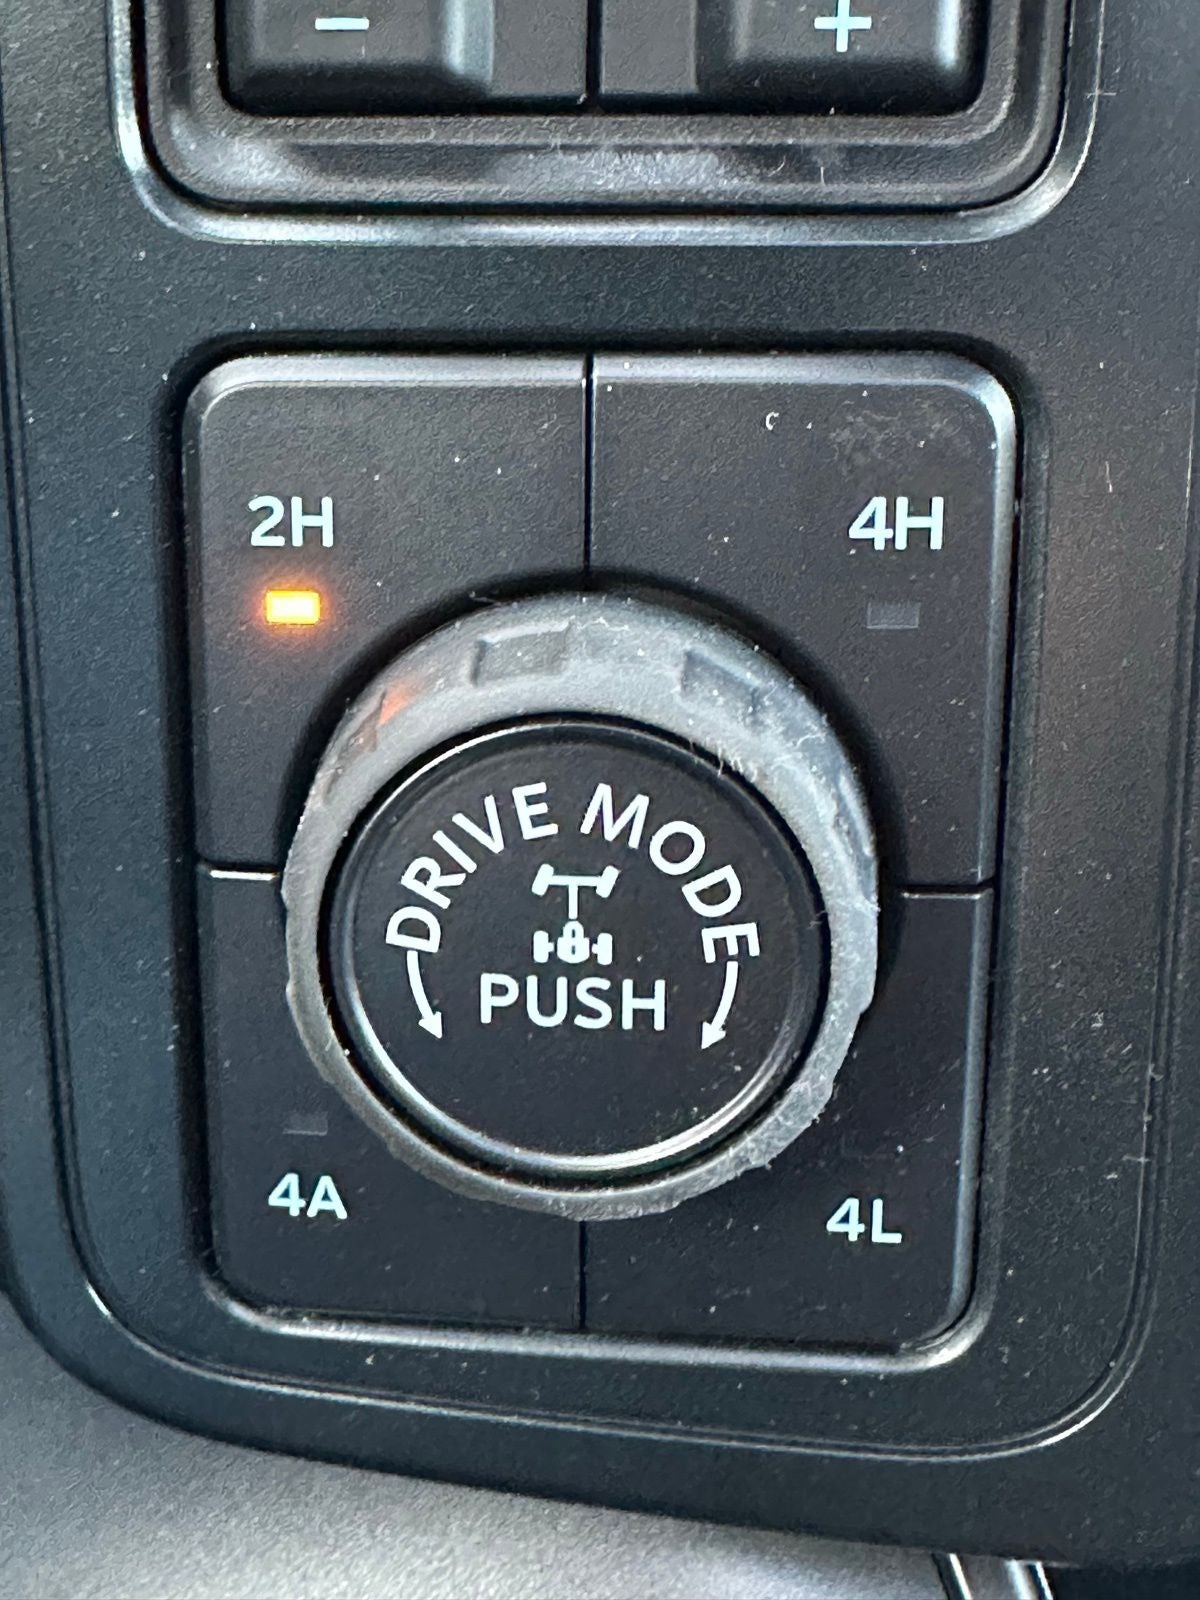 − +
2H 4H
DRIVE MODE
PUSH
4A 4L